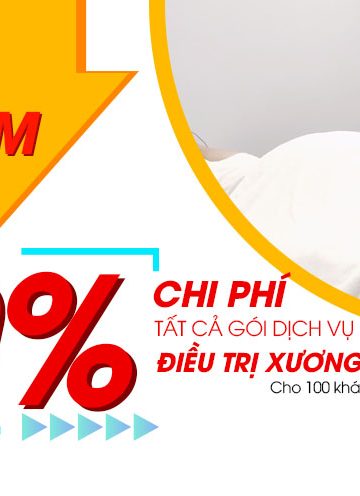 M
%
CHI PHÍ
TẤT CẢ GÓI DỊCH VỤ
ĐIỀU TRỊ XƯƠNG
Cho 100 khá